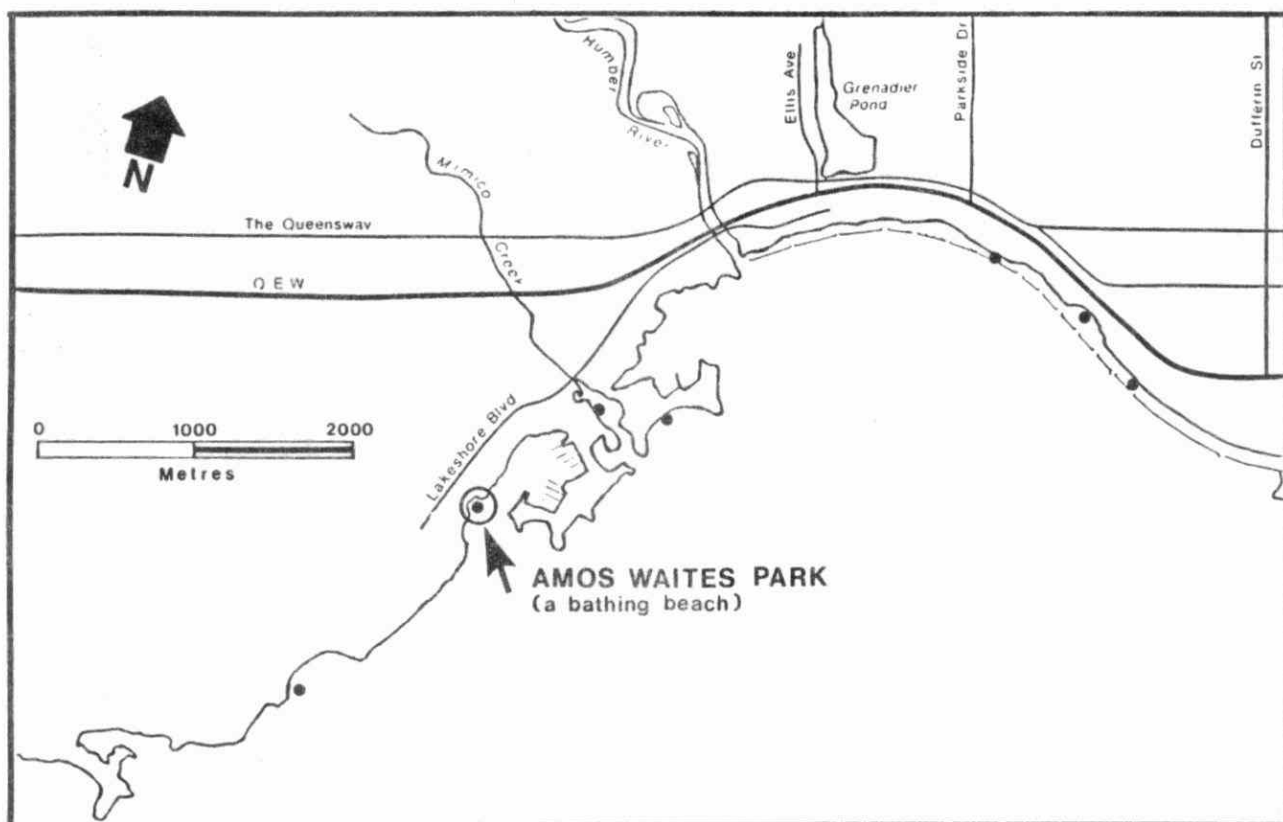 Humber
River
Ellis Ave
Grenadier
Pond
Parkside Dr
Dufferin St
N
Mimico
Creek
The Queensway
QEW
Lakeshore Blvd
0 1000 2000
Metres
AMOS WAITES PARK
(a bathing beach)